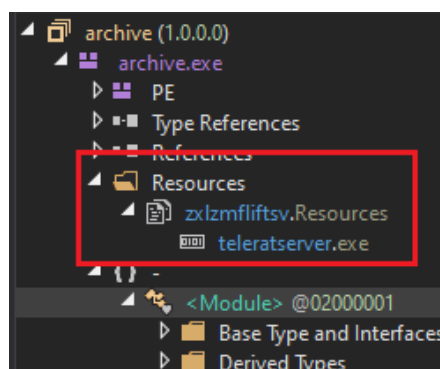 archive (1.0.0.0)
archive.exe
PE
Type References
References
Resources
zxlzmfliftsv.Resources
teleratserver.exe
{ } -
<Module> @02000001
Base Type and Interfaces
Derived Types